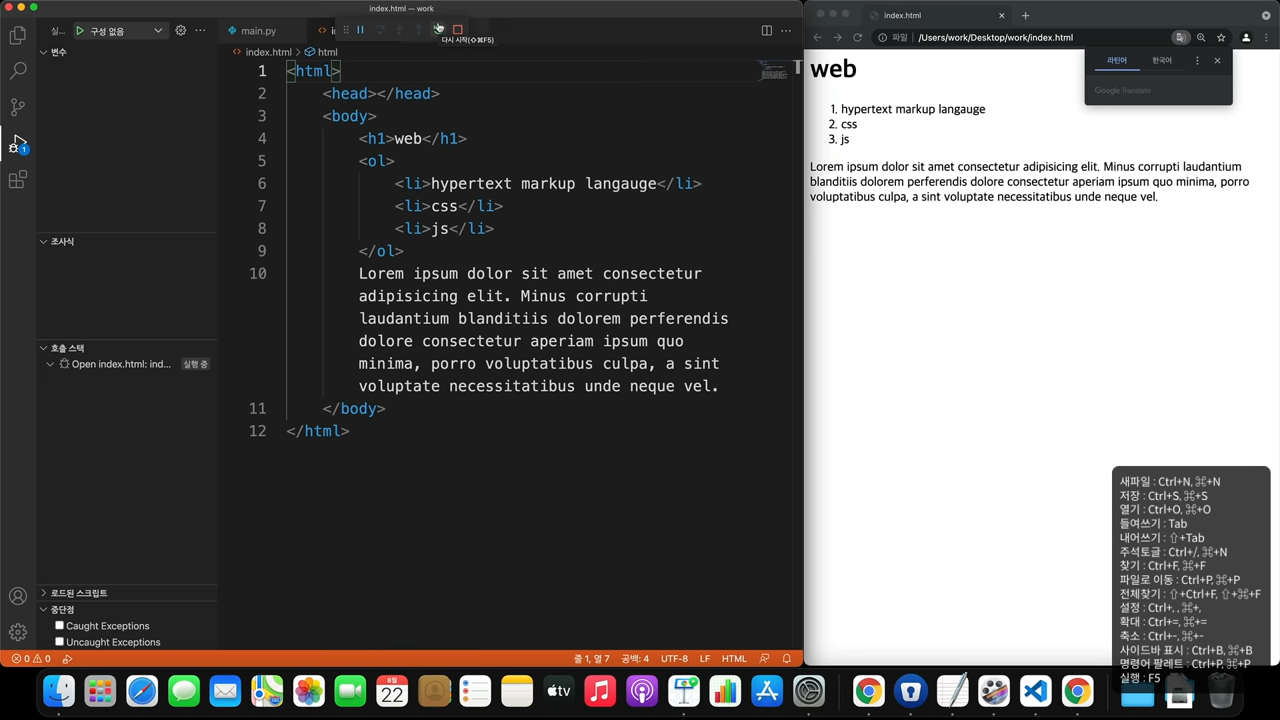 index.html — work
실...
구성 없음
main.py
다시 시작(⇧⌘F5)
변수
index.html
html
1 <html>
2 <head></head>
3 <body>
4 <h1>web</h1>
5 <ol>
6 <li>hypertext markup langauge</li>
7 <li>css</li>
8 <li>js</li>
9 </ol>
10 Lorem ipsum dolor sit amet consectetur
adipisicing elit. Minus corrupti
laudantium blanditiis dolorem perferendis
dolore consectetur aperiam ipsum quo
minima, porro voluptatibus culpa, a sint
voluptate necessitatibus unde neque vel.
11 </body>
12 </html>
조사식
호출 스택
Open index.html: ind...
실행 중
로드된 스크립트
중단점
Caught Exceptions
Uncaught Exceptions
1
0 0
줄 1, 열 7
공백: 4
UTF-8
LF
HTML
index.html
파일
/Users/work/Desktop/work/index.html
라틴어
한국어
Google Translate
web
1. hypertext markup langauge
2. css
3. js
Lorem ipsum dolor sit amet consectetur adipisicing elit. Minus corrupti laudantium
blanditiis dolorem perferendis dolore consectetur aperiam ipsum quo minima, porro
voluptatibus culpa, a sint voluptate necessitatibus unde neque vel.
새파일 : Ctrl+N, ⌘+N
저장 : Ctrl+S, ⌘+S
열기 : Ctrl+O, ⌘+O
들여쓰기 : Tab
내어쓰기 : ⇧+Tab
주석토글 : Ctrl+/, ⌘+N
찾기 : Ctrl+F, ⌘+F
파일로 이동 : Ctrl+P, ⌘+P
전체찾기 : ⇧+Ctrl+F, ⇧+⌘+F
설정 : Ctrl+, , ⌘+,
확대 : Ctrl+=, ⌘+=
축소 : Ctrl+-, ⌘+-
사이드바 표시 : Ctrl+B, ⌘+B
명령어 팔레트 : Ctrl+P, ⌘+P
실행 : F5
8월
22
tv